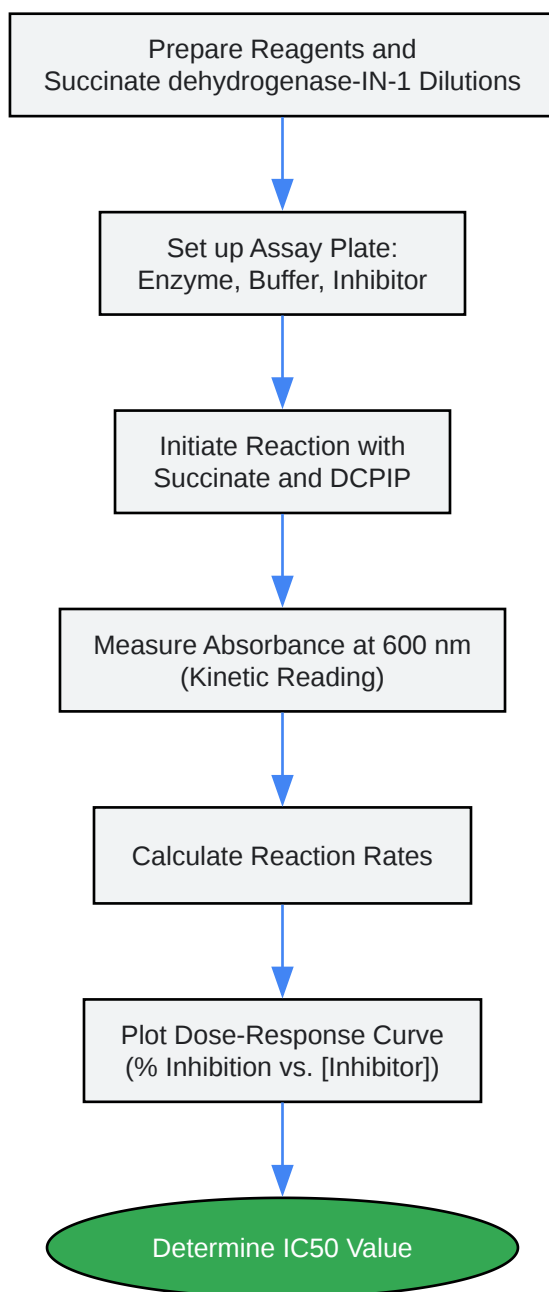 Prepare Reagents and
Succinate dehydrogenase-IN-1 Dilutions
Set up Assay Plate:
Enzyme, Buffer, Inhibitor
Initiate Reaction with
Succinate and DCPIP
Measure Absorbance at 600 nm
(Kinetic Reading)
Calculate Reaction Rates
Plot Dose-Response Curve
(% Inhibition vs. [Inhibitor])
Determine IC50 Value